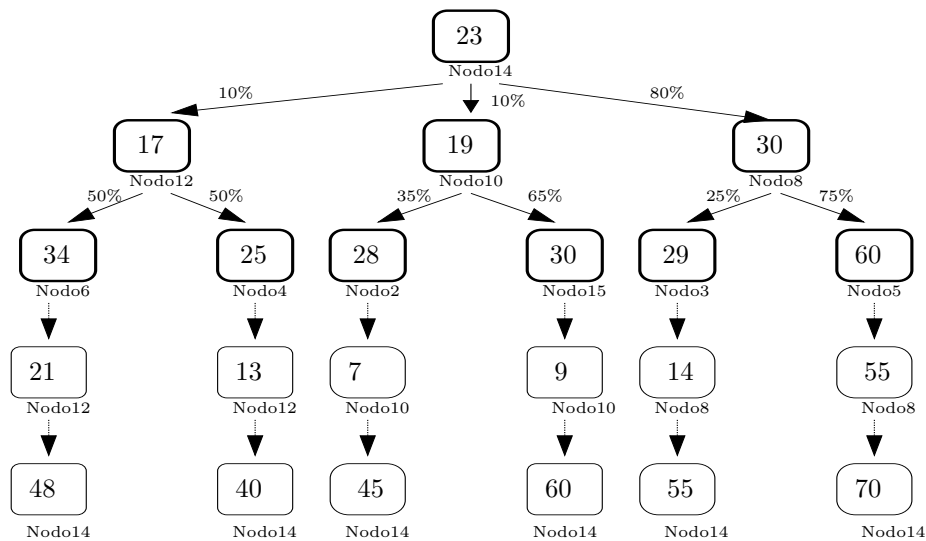 23
Nodo14
10% 10% 80%
17 19 30
Nodo12 Nodo10 Nodo8
50% 50% 35% 65% 25% 75%
34 25 28 30 29 60
Nodo6 Nodo4 Nodo2 Nodo15 Nodo3 Nodo5
21 13 7 9 14 55
Nodo12 Nodo12 Nodo10 Nodo10 Nodo8 Nodo8
48 40 45 60 55 70
Nodo14 Nodo14 Nodo14 Nodo14 Nodo14 Nodo14